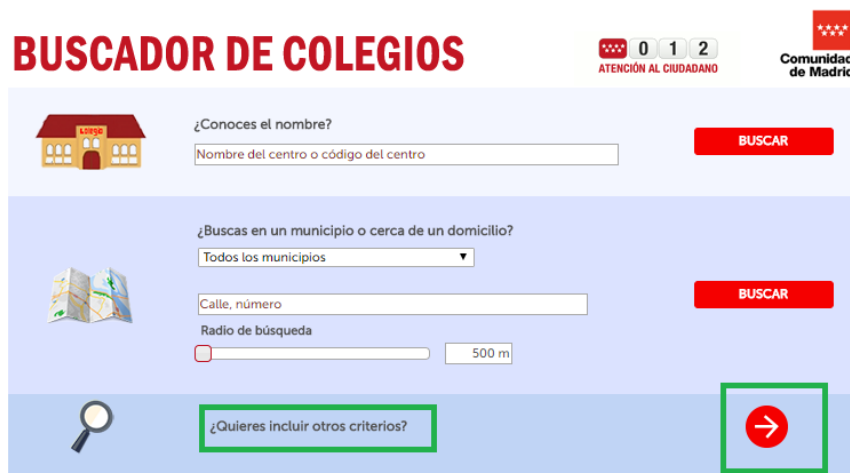 BUSCADOR DE COLEGIOS
0 1 2
ATENCIÓN AL CIUDADANO
Comunidad
de Madrid
Colegio
¿Conoces el nombre?
Nombre del centro o código del centro
BUSCAR
¿Buscas en un municipio o cerca de un domicilio?
Todos los municipios
Calle, número
BUSCAR
Radio de búsqueda
500 m
¿Quieres incluir otros criterios?